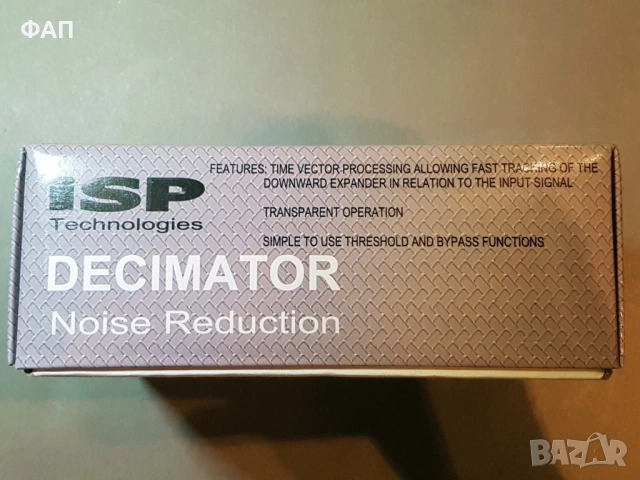 ФАП
iSP
Technologies
FEATURES: TIME VECTOR PROCESSING ALLOWING FAST TRACKING OF THE
DOWNWARD EXPANDER IN RELATION TO THE INPUT SIGNAL
TRANSPARENT OPERATION
SIMPLE TO USE THRESHOLD AND BYPASS FUNCTIONS
DECIMATOR
Noise Reduction
BAZAR